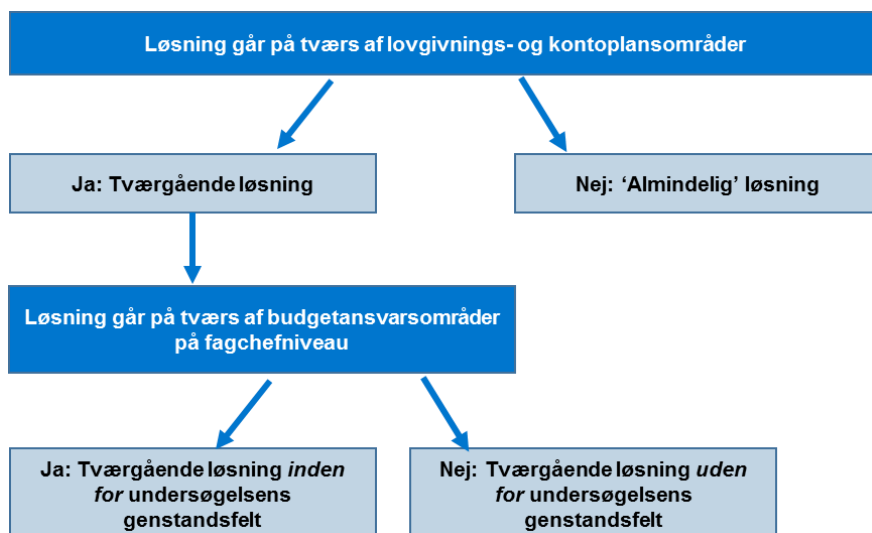 Løsning går på tværs af lovgivnings- og kontoplansområder
Ja: Tværgående løsning
Nej: ‘Almindelig’ løsning
Løsning går på tværs af budgetansvarsområder
på fagchefniveau
Ja: Tværgående løsning inden
for undersøgelsens
genstandsfelt
Nej: Tværgående løsning uden
for undersøgelsens
genstandsfelt